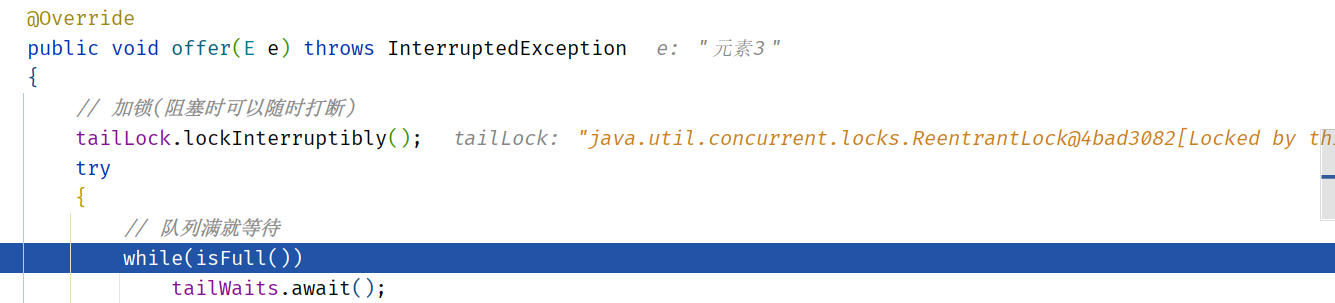 @Override
public void offer(E e) throws InterruptedException   e: "元素3"
{
    // 加锁(阻塞时可以随时打断)
    tailLock.lockInterruptibly();   tailLock: "java.util.concurrent.locks.ReentrantLock@4bad3082[Locked by th
    try
    {
        // 队列满就等待
        while(isFull())
            tailWaits.await();